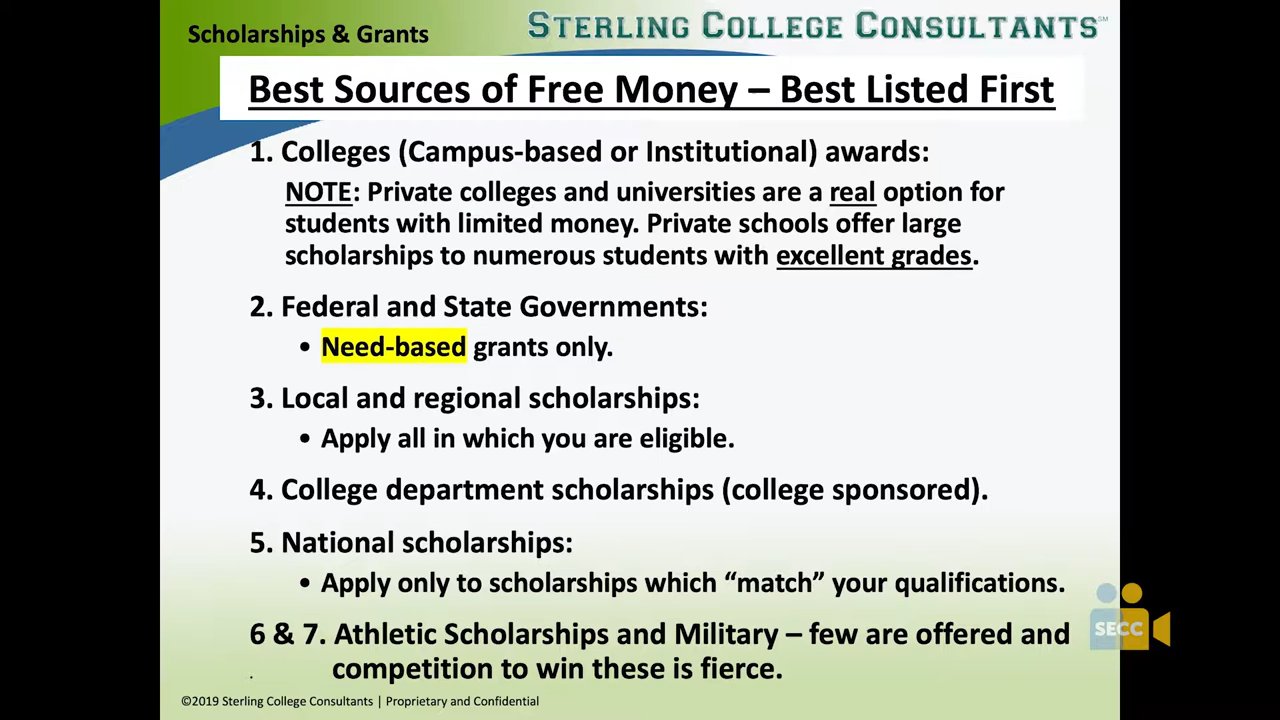 Scholarships & Grants
STERLING COLLEGE CONSULTANTS℠
Best Sources of Free Money – Best Listed First
1. Colleges (Campus-based or Institutional) awards:
NOTE: Private colleges and universities are a real option for
students with limited money. Private schools offer large
scholarships to numerous students with excellent grades.
2. Federal and State Governments:
• Need-based grants only.
3. Local and regional scholarships:
• Apply all in which you are eligible.
4. College department scholarships (college sponsored).
5. National scholarships:
• Apply only to scholarships which “match” your qualifications.
SECC
6 & 7. Athletic Scholarships and Military – few are offered and
. competition to win these is fierce.
©2019 Sterling College Consultants | Proprietary and Confidential